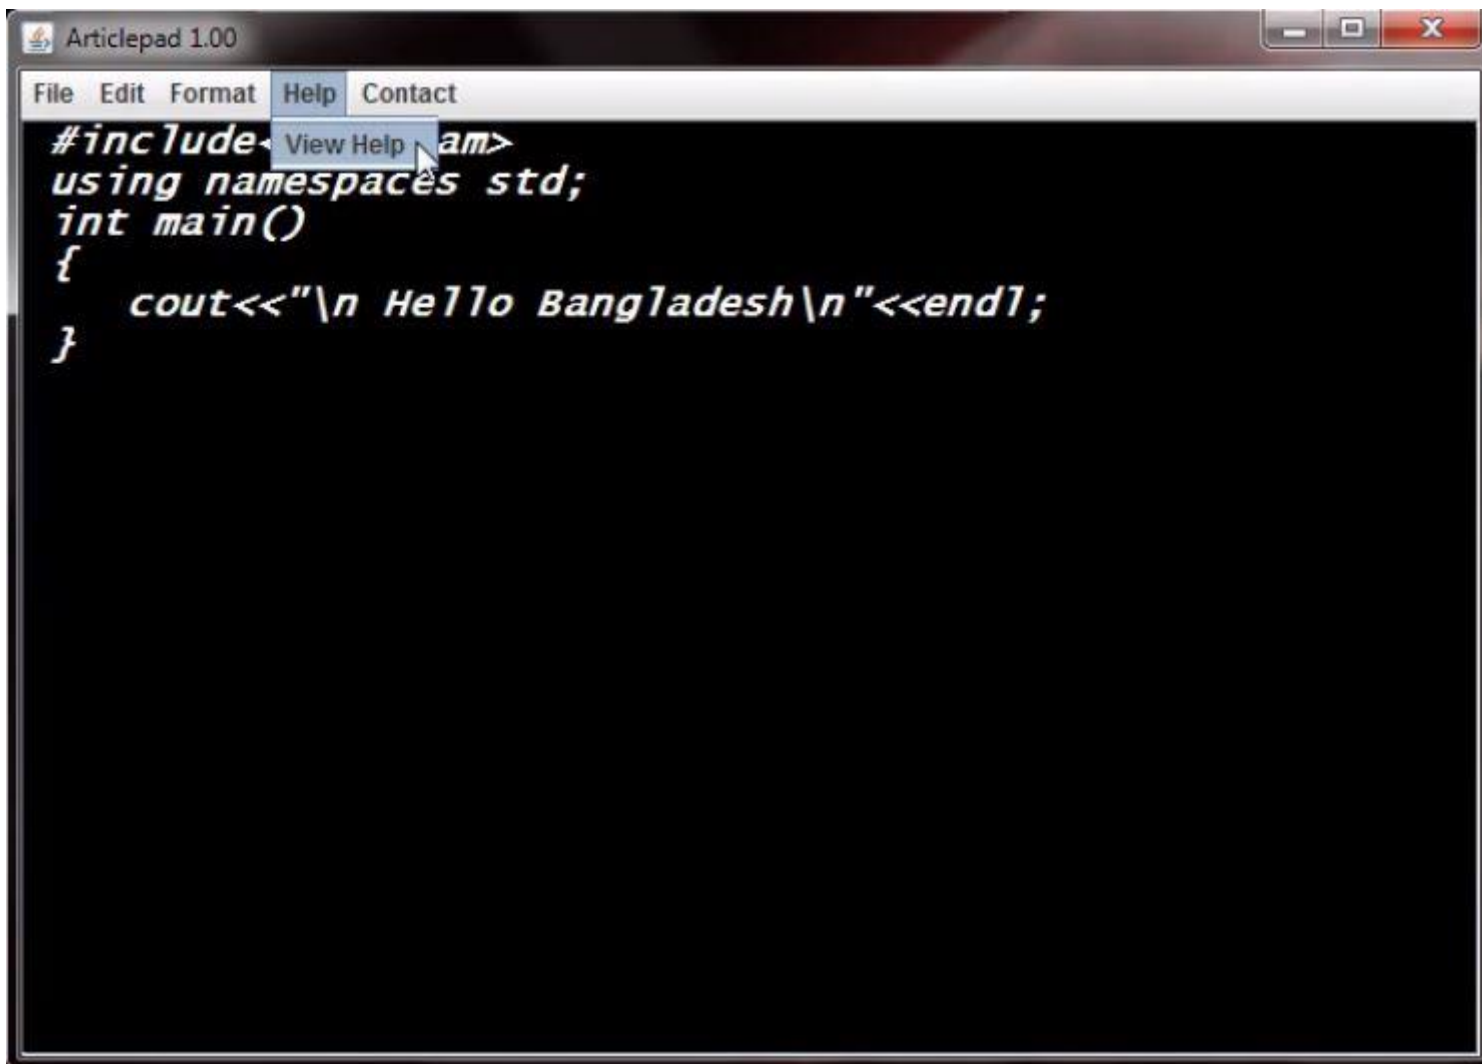 Articlepad 1.00
File Edit Format Help Contact
View Help
#include< am>
using namespaces std;
int main()
{
cout<<"\n Hello Bangladesh\n"<<endl;
}